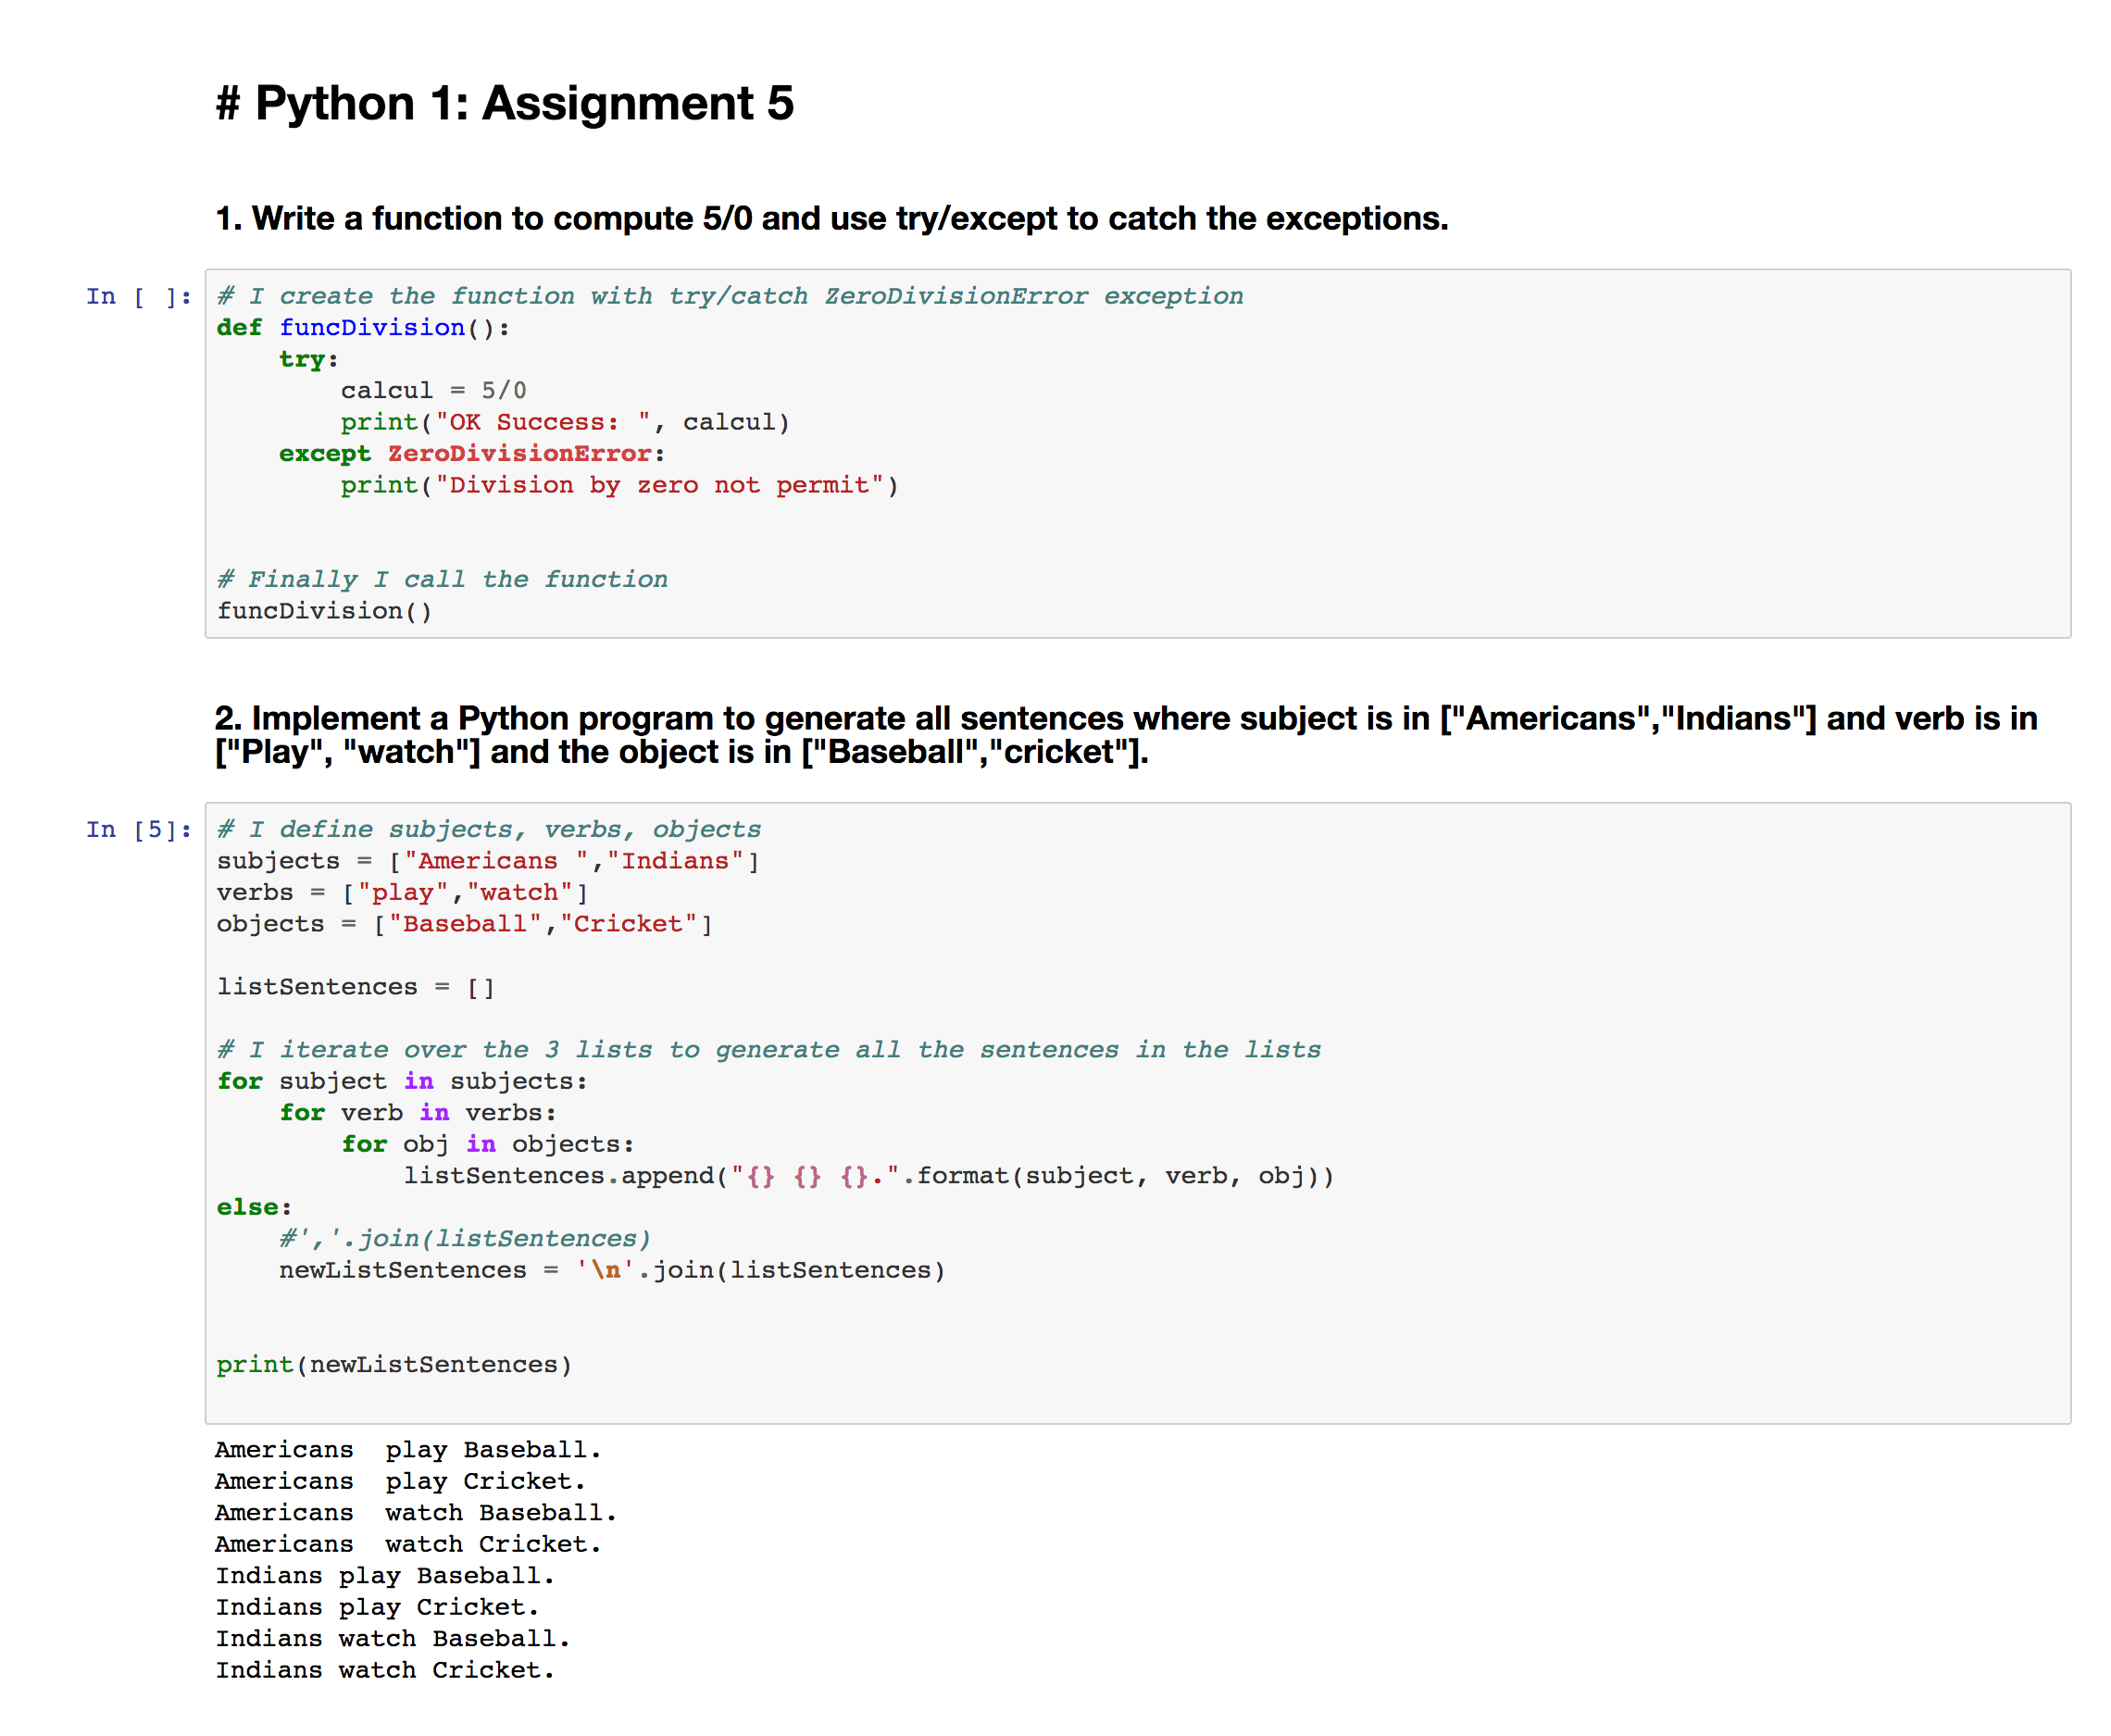 # Python 1: Assignment 5
1. Write a function to compute 5/0 and use try/except to catch the exceptions.
In [ ]:
# I create the function with try/catch ZeroDivisionError exception
def funcDivision():
    try:
        calcul = 5/0
        print("OK Success: ", calcul)
    except ZeroDivisionError:
        print("Division by zero not permit")
# Finally I call the function
funcDivision()
2. Implement a Python program to generate all sentences where subject is in ["Americans","Indians"] and verb is in
["Play", "watch"] and the object is in ["Baseball","cricket"].
In [5]:
# I define subjects, verbs, objects
subjects = ["Americans ","Indians"]
verbs = ["play","watch"]
objects = ["Baseball","Cricket"]
listSentences = []
# I iterate over the 3 lists to generate all the sentences in the lists
for subject in subjects:
    for verb in verbs:
        for obj in objects:
            listSentences.append("{} {} {}.".format(subject, verb, obj))
else:
    #','.join(listSentences)
    newListSentences = '\n'.join(listSentences)
print(newListSentences)
Americans  play Baseball.
Americans  play Cricket.
Americans  watch Baseball.
Americans  watch Cricket.
Indians play Baseball.
Indians play Cricket.
Indians watch Baseball.
Indians watch Cricket.